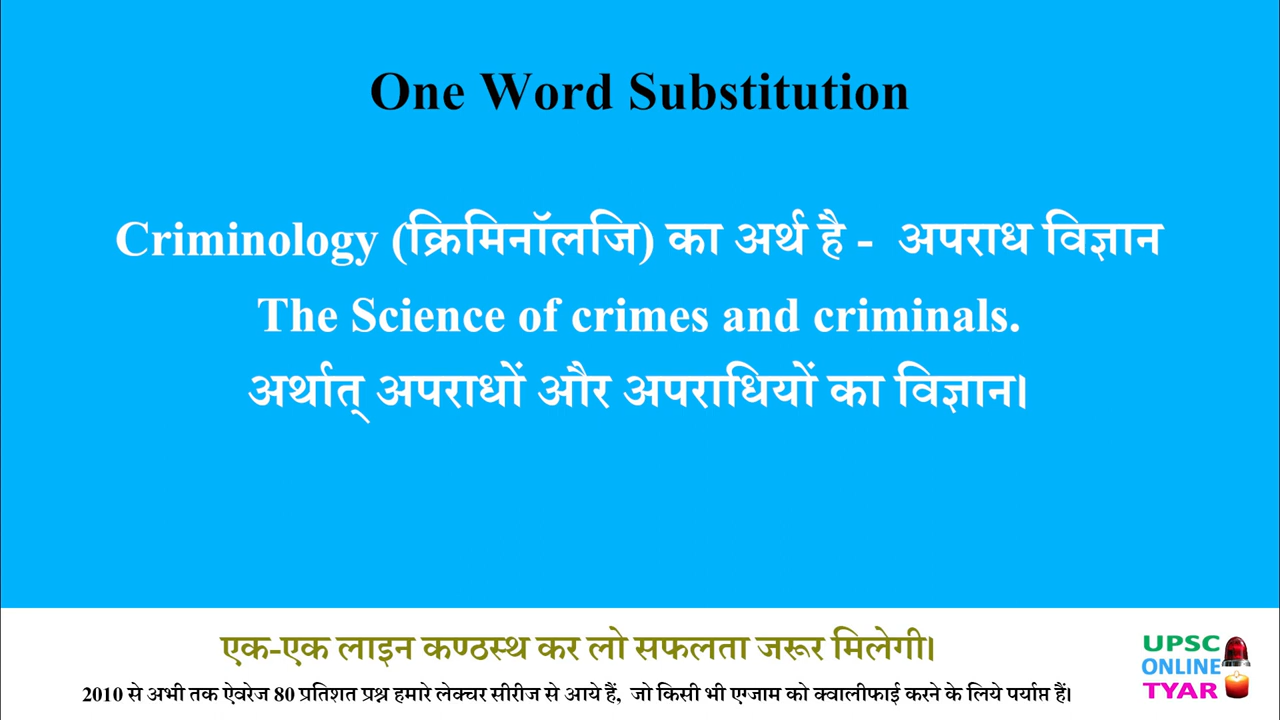 One Word Substitution
Criminology (क्रिमिनॉलजि) का अर्थ है - अपराध विज्ञान
The Science of crimes and criminals.
अर्थात् अपराधों और अपराधियों का विज्ञान।
एक-एक लाइन कण्ठस्थ कर लो सफलता जरूर मिलेगी।
2010 से अभी तक ऐवरेज 80 प्रतिशत प्रश्न हमारे लेक्चर सीरीज से आये हैं, जो किसी भी एग्जाम को क्वालीफाई करने के लिये पर्याप्त हैं।
UPSC
ONLINE
TYAR